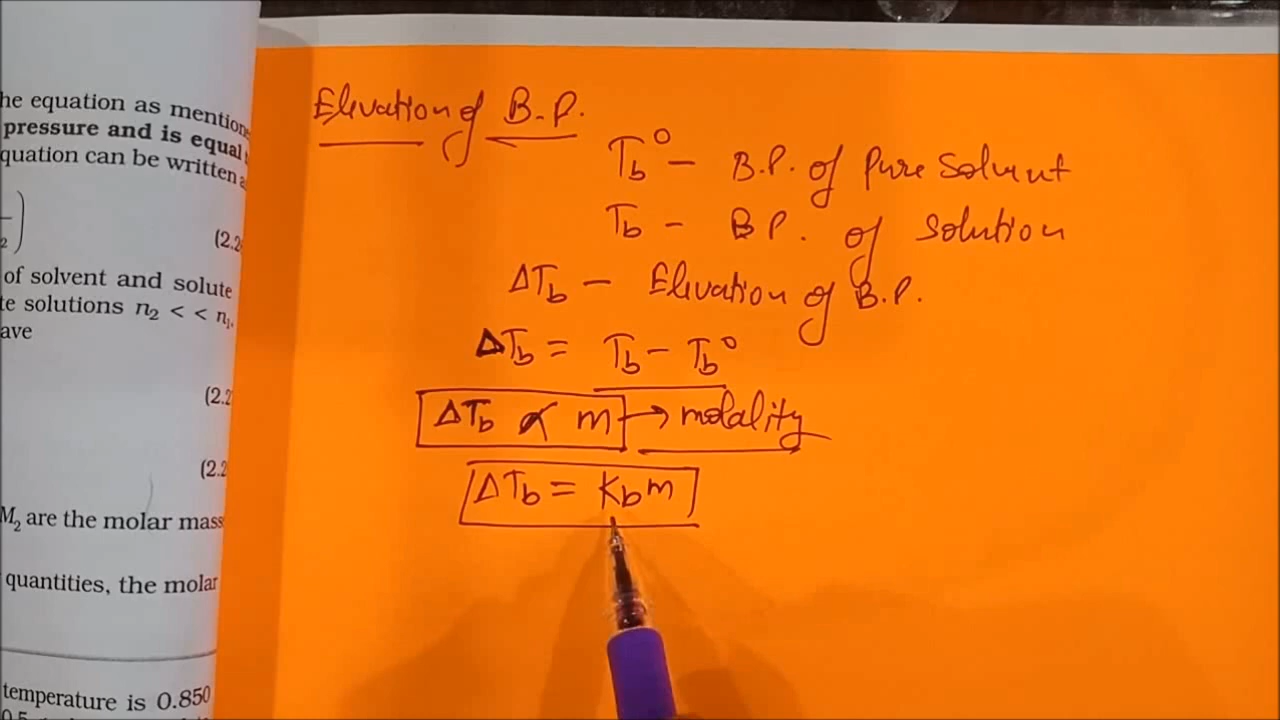 he equation as mention
pressure and is equal
quation can be written a
2
(2.2
of solvent and solute
te solutions n₂ < < n₁,
ave
(2.2
(2.2
M₂ are the molar mass
quantities, the molar
temperature is 0.850
Elevation of B.P.
Tb° - B.P. of Pure Solvent
Tb - B.P. of Solution
ΔTb - Elevation of B.P.
ΔTb = Tb - Tb°
ΔTb ∝ m → molality
ΔTb = Kb m